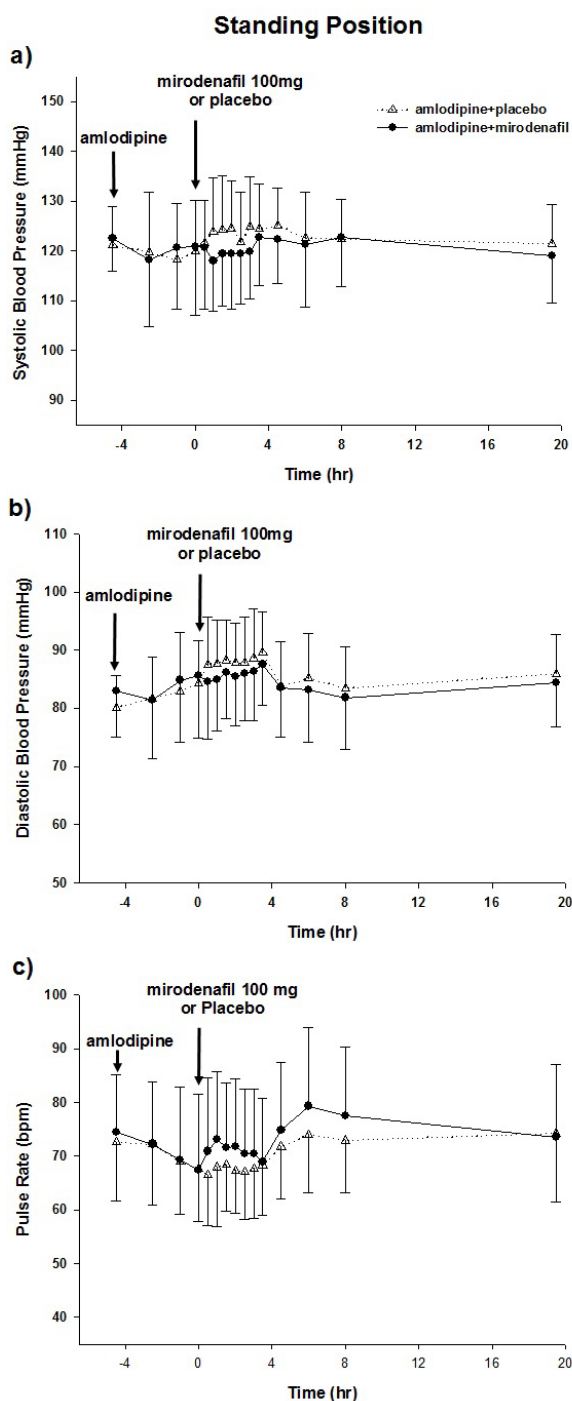 Standing Position
a)
mirodenafil 100mg
or placebo
amlodipine
amlodipine+placebo
amlodipine+mirodenafil
Systolic Blood Pressure (mmHg)
150
140
130
120
110
100
90
-4 0 4 8 12 16 20
Time (hr)
b)
mirodenafil 100mg
or placebo
amlodipine
Diastolic Blood Pressure (mmHg)
110
100
90
80
70
60
50
-4 0 4 8 12 16 20
Time (hr)
c)
mirodenafil 100 mg
or Placebo
amlodipine
Pulse Rate (bpm)
100
90
80
70
60
50
40
-4 0 4 8 12 16 20
Time (hr)